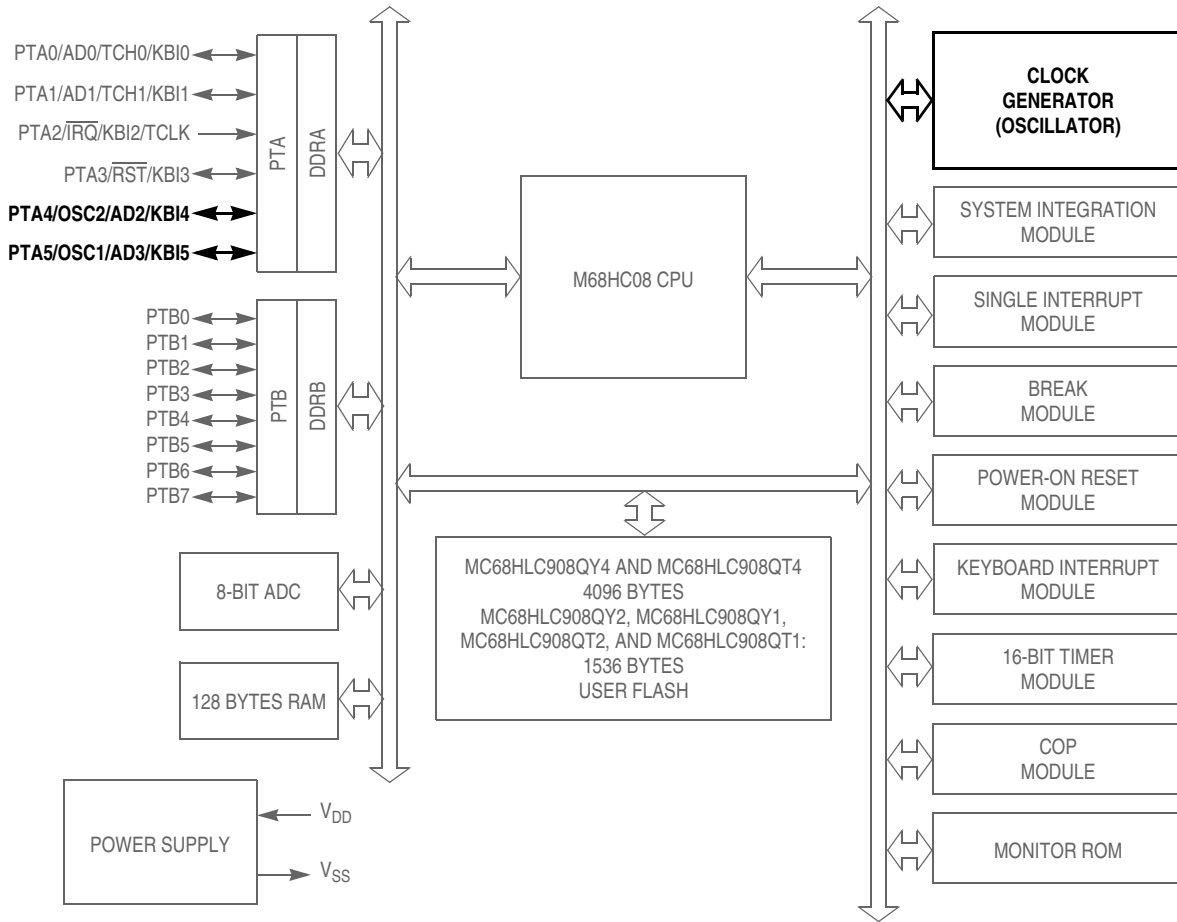 PTA0/AD0/TCH0/KBI0
PTA1/AD1/TCH1/KBI1
PTA2/IRQ/KBI2/TCLK
PTA3/RST/KBI3
PTA4/OSC2/AD2/KBI4
PTA5/OSC1/AD3/KBI5
PTA
DDRA
PTB0
PTB1
PTB2
PTB3
PTB4
PTB5
PTB6
PTB7
PTB
DDRB
8-BIT ADC
128 BYTES RAM
POWER SUPPLY
VDD
VSS
M68HC08 CPU
MC68HLC908QY4 AND MC68HLC908QT4
4096 BYTES
MC68HLC908QY2, MC68HLC908QY1,
MC68HLC908QT2, AND MC68HLC908QT1:
1536 BYTES
USER FLASH
CLOCK
GENERATOR
(OSCILLATOR)
SYSTEM INTEGRATION
MODULE
SINGLE INTERRUPT
MODULE
BREAK
MODULE
POWER-ON RESET
MODULE
KEYBOARD INTERRUPT
MODULE
16-BIT TIMER
MODULE
COP
MODULE
MONITOR ROM